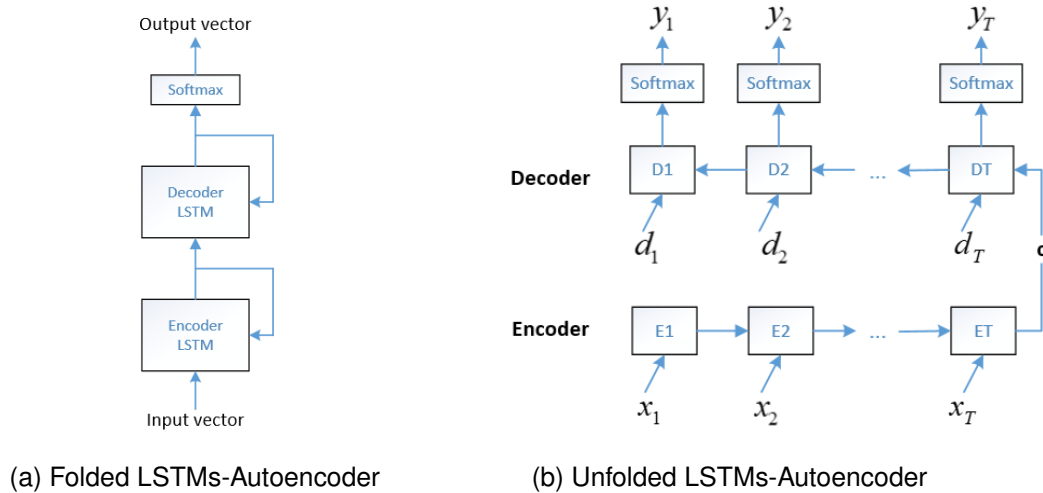 Output vector
Softmax
Decoder
LSTM
Encoder
LSTM
Input vector
(a) Folded LSTMs-Autoencoder
y1 y2 yT
Softmax Softmax Softmax
Decoder D1 D2 ... DT
d1 d2 dT
Encoder E1 E2 ... ET
x1 x2 xT
(b) Unfolded LSTMs-Autoencoder